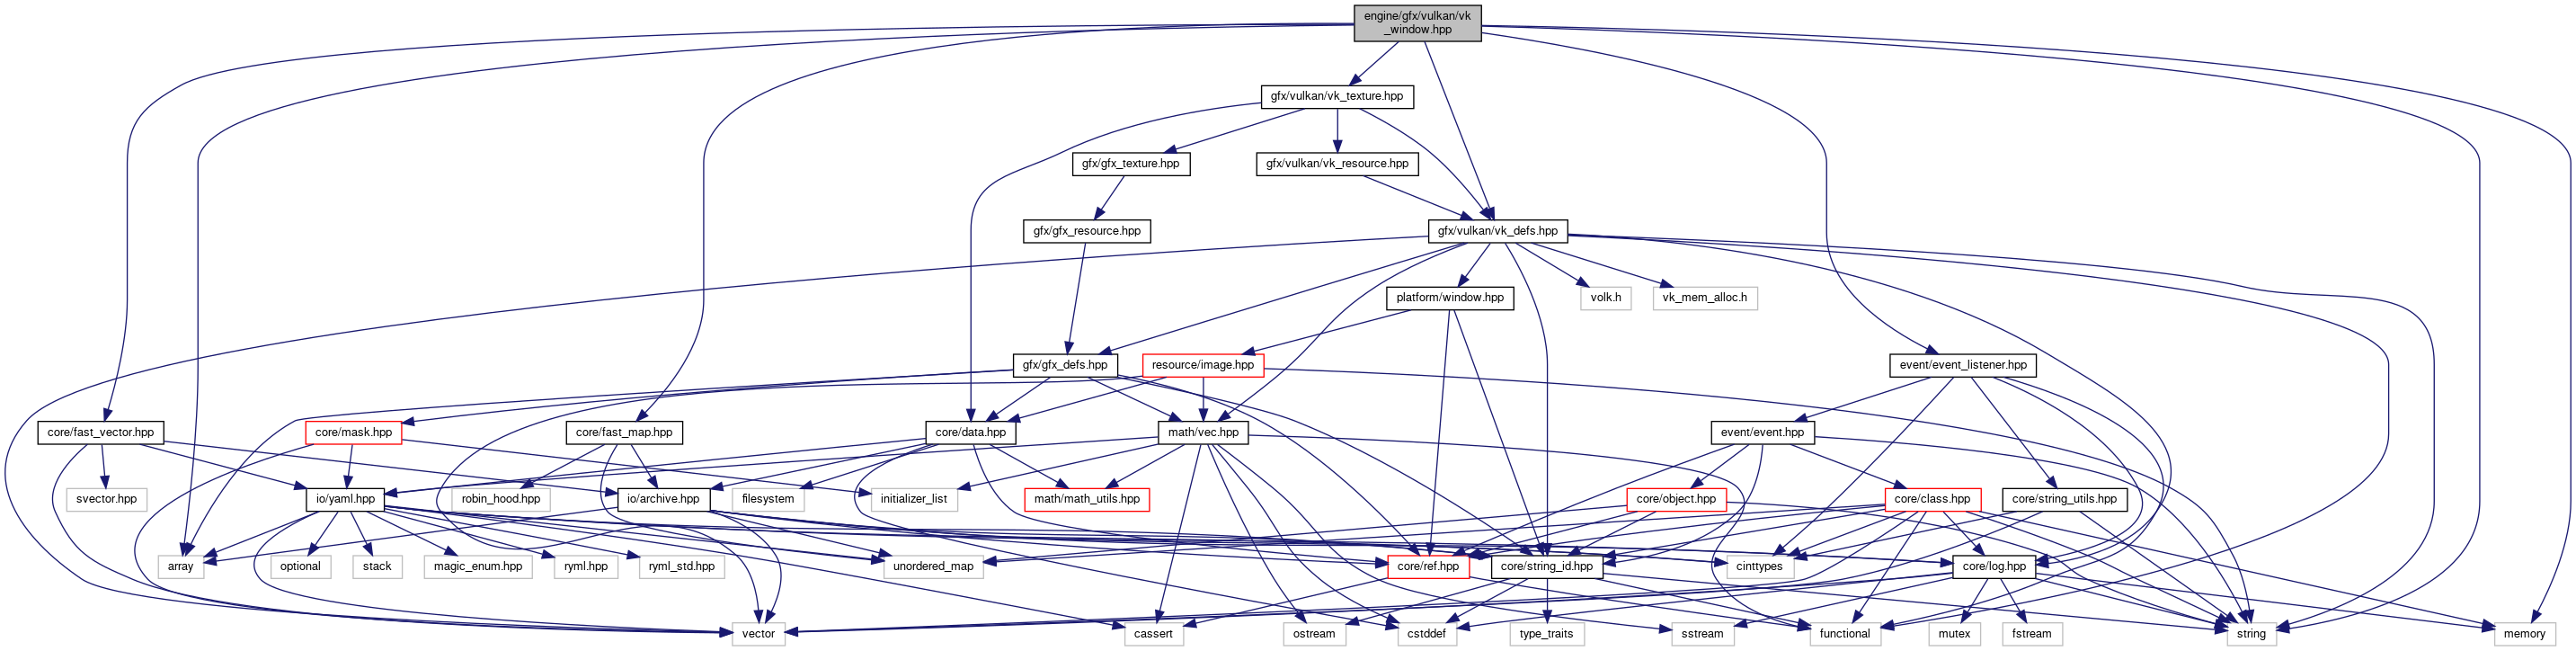 engine/gfx/vulkan/vk
_window.hpp
gfx/vulkan/vk_texture.hpp
gfx/gfx_texture.hpp
gfx/vulkan/vk_resource.hpp
gfx/gfx_resource.hpp
gfx/vulkan/vk_defs.hpp
platform/window.hpp
volk.h
vk_mem_alloc.h
gfx/gfx_defs.hpp
resource/image.hpp
event/event_listener.hpp
core/fast_vector.hpp
core/mask.hpp
core/fast_map.hpp
core/data.hpp
math/vec.hpp
event/event.hpp
svector.hpp
io/yaml.hpp
robin_hood.hpp
io/archive.hpp
filesystem
initializer_list
math/math_utils.hpp
core/object.hpp
core/class.hpp
core/string_utils.hpp
array
optional
stack
magic_enum.hpp
ryml.hpp
ryml_std.hpp
unordered_map
core/ref.hpp
core/string_id.hpp
cinttypes
core/log.hpp
vector
cassert
ostream
cstddef
type_traits
sstream
functional
mutex
fstream
string
memory